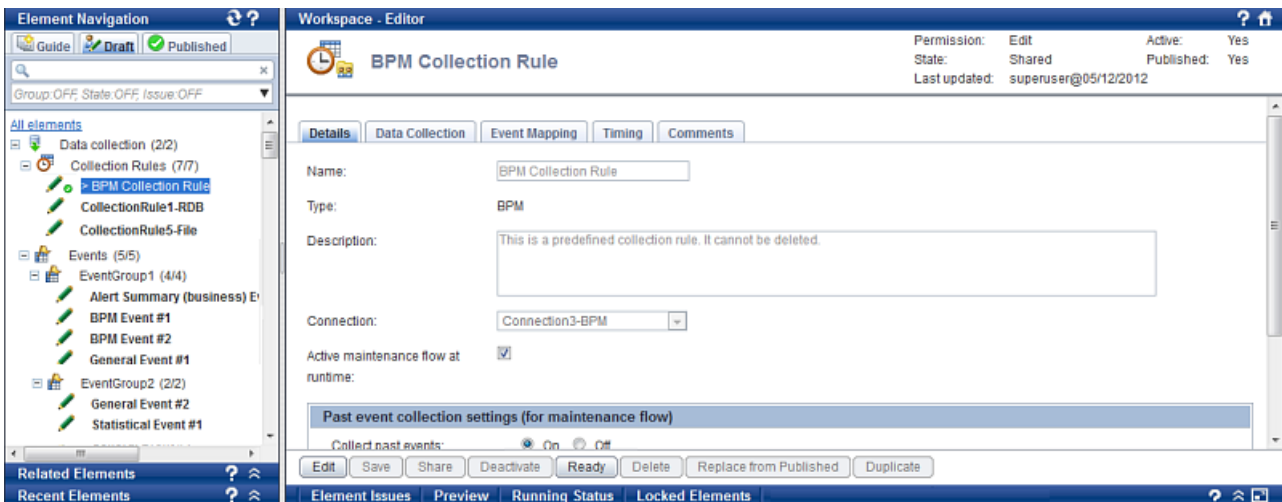 Element Navigation
Guide Draft Published
Group:OFF, State:OFF, Issue:OFF
All elements
Data collection (2/2)
Collection Rules (7/7)
> BPM Collection Rule
CollectionRule1-RDB
CollectionRule5-File
Events (5/5)
EventGroup1 (4/4)
Alert Summary (business) E
BPM Event #1
BPM Event #2
General Event #1
EventGroup2 (2/2)
General Event #2
Statistical Event #1
Related Elements
Recent Elements
Workspace - Editor
BPM Collection Rule
Permission: Edit Active: Yes
State: Shared Published: Yes
Last updated: superuser@05/12/2012
Details Data Collection Event Mapping Timing Comments
Name: BPM Collection Rule
Type: BPM
Description: This is a predefined collection rule. It cannot be deleted.
Connection: Connection3-BPM
Active maintenance flow at
runtime:
Past event collection settings (for maintenance flow)
Collect past events: On Off
Edit Save Share Deactivate Ready Delete Replace from Published Duplicate
Element Issues Preview Running Status Locked Elements